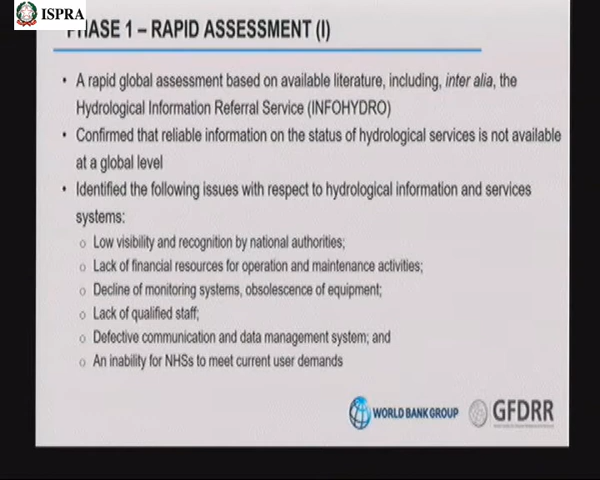 ISPRA
PHASE 1 – RAPID ASSESSMENT (I)
• A rapid global assessment based on available literature, including, inter alia, the
Hydrological Information Referral Service (INFOHYDRO)
• Confirmed that reliable information on the status of hydrological services is not available
at a global level
• Identified the following issues with respect to hydrological information and services
systems:
o Low visibility and recognition by national authorities;
o Lack of financial resources for operation and maintenance activities;
o Decline of monitoring systems, obsolescence of equipment;
o Lack of qualified staff;
o Defective communication and data management system; and
o An inability for NHSs to meet current user demands
WORLD BANK GROUP GFDRR